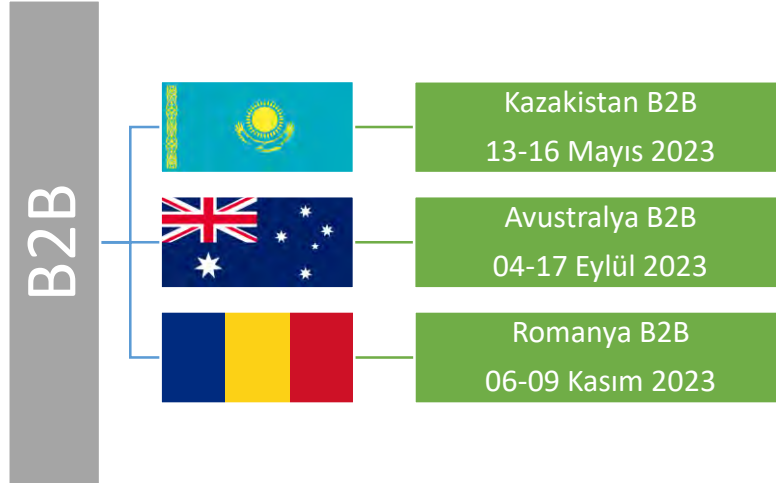 B2B
Kazakistan B2B
13-16 Mayıs 2023
Avustralya B2B
04-17 Eylül 2023
Romanya B2B
06-09 Kasım 2023